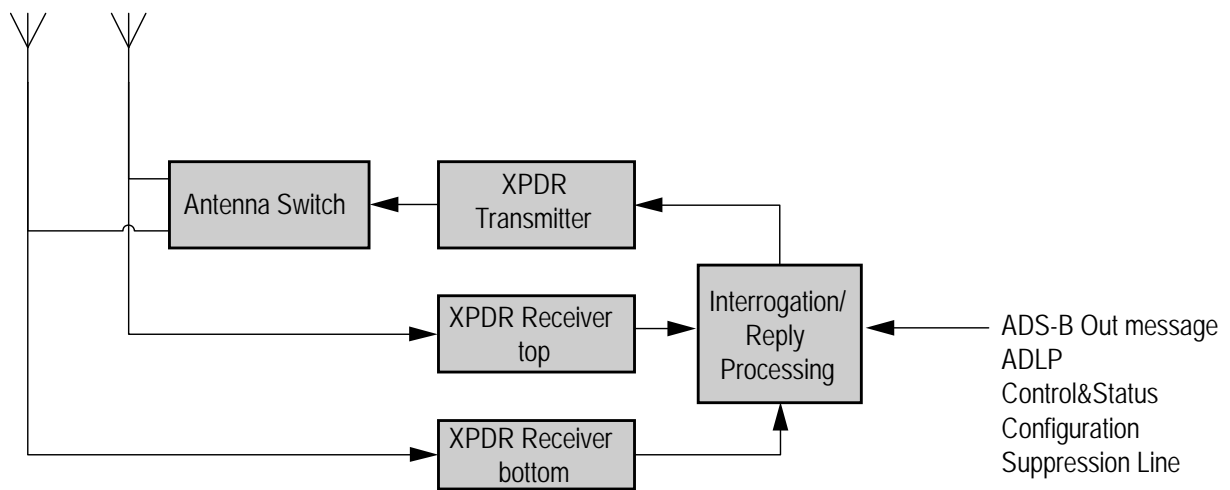 Antenna Switch
XPDR
Transmitter
XPDR Receiver
top
XPDR Receiver
bottom
Interrogation/
Reply
Processing
ADS-B Out message
ADLP
Control&Status
Configuration
Suppression Line